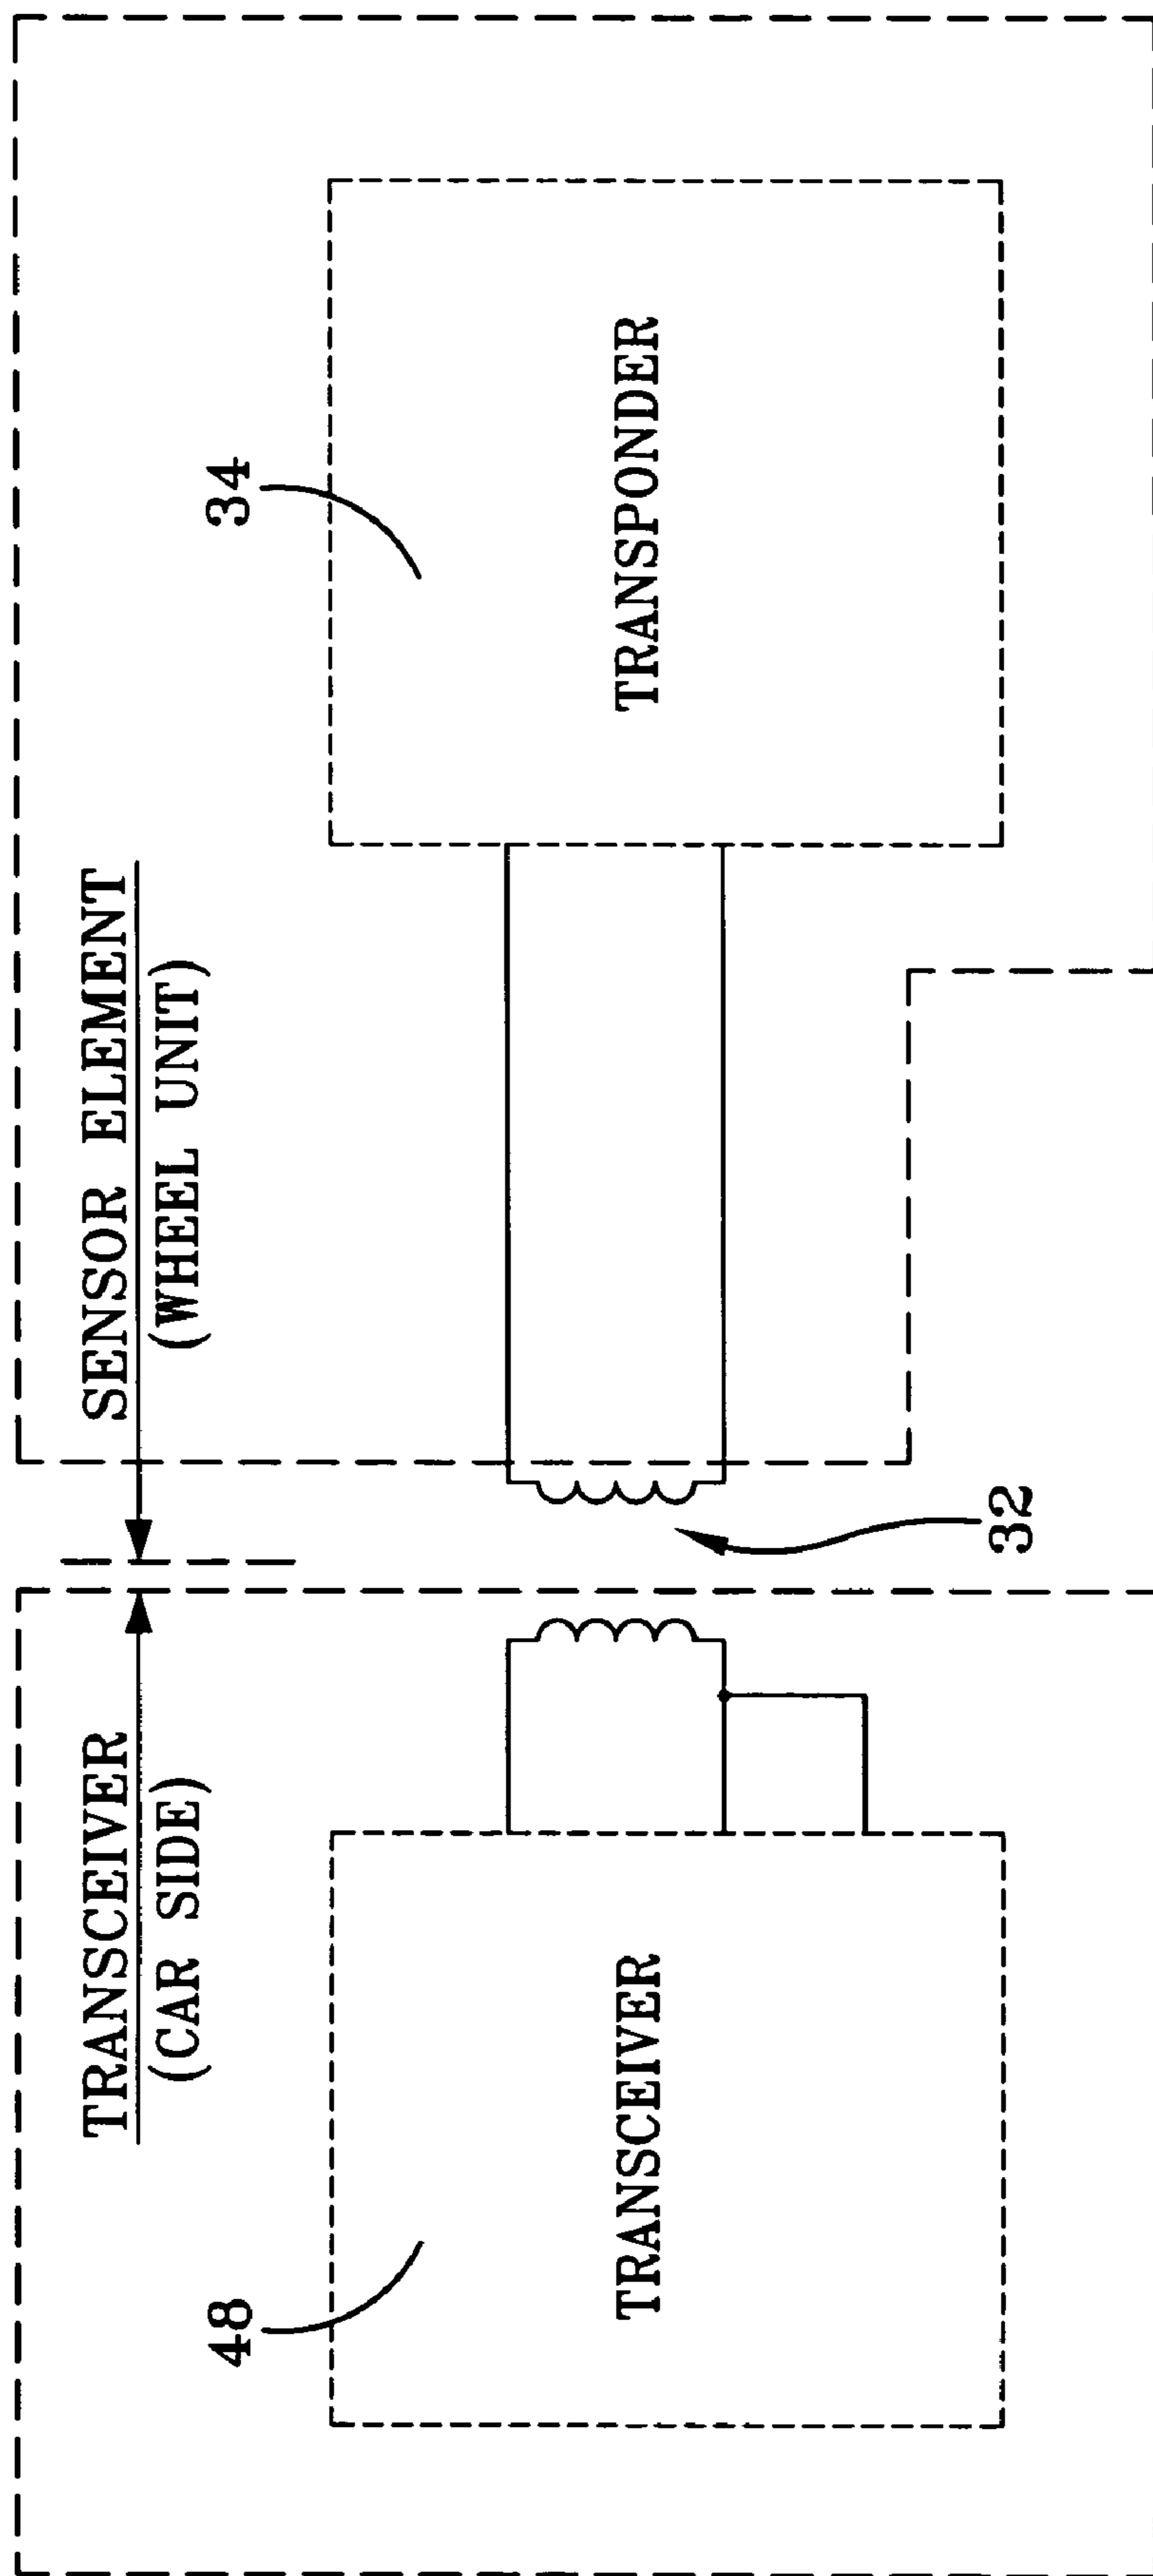 TRANSCEIVER
(CAR SIDE)
SENSOR ELEMENT
(WHEEL UNIT)
48
34
TRANSCEIVER
TRANSPONDER
32